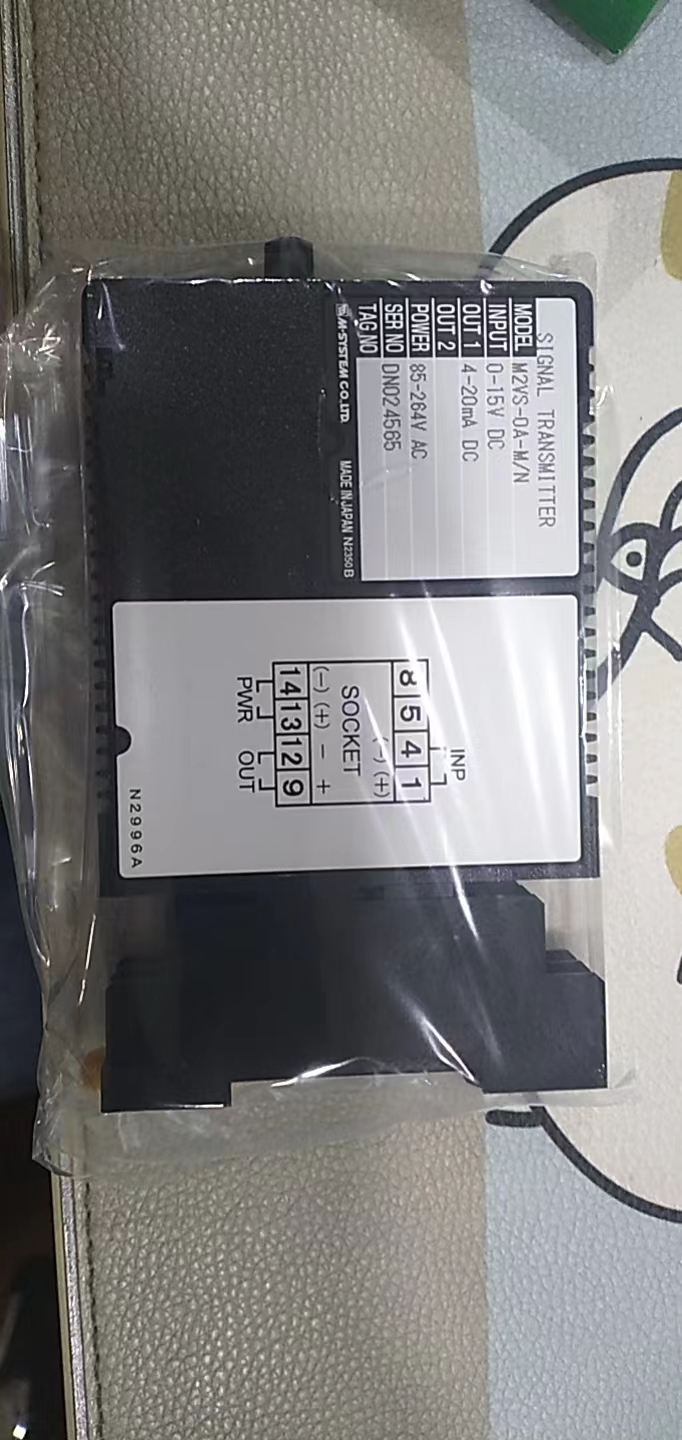 SIGNAL TRANSMITTER
MODEL M2VS-0A-M/N
INPUT 0-15V DC
OUT 1 4-20mA DC
OUT 2
POWER 85-264V AC
SER NO DN024565
TAG NO
M-SYSTEM CO.,LTD. MADE IN JAPAN N2350B
INP
8 5 4 1
(-) (+)
SOCKET
(-) (+) - +
14 13 12 9
PWR OUT
N2996A